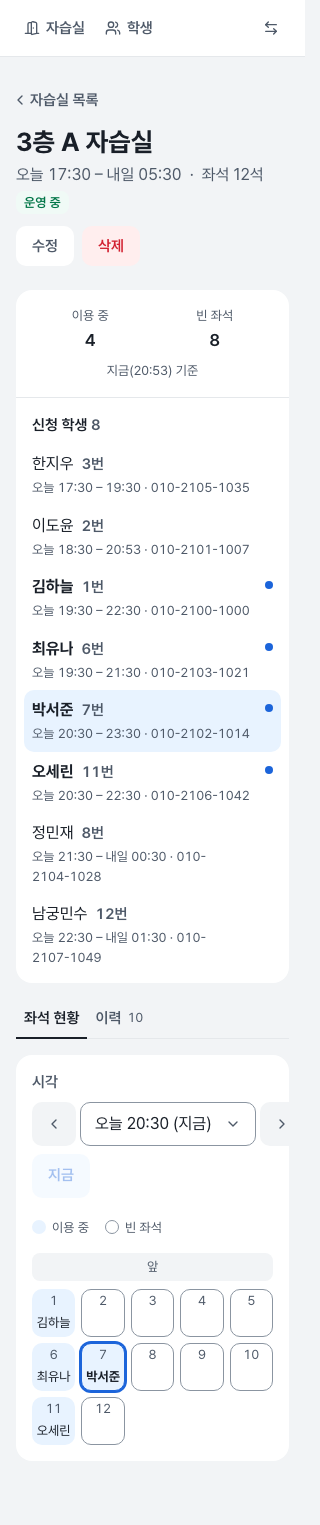 자습실 학생
자습실 목록
3층 A 자습실
오늘 17:30 – 내일 05:30 · 좌석 12석
운영 중
수정 삭제
이용 중 빈 좌석
4 8
지금(20:53) 기준
신청 학생 8
한지우 3번
오늘 17:30 – 19:30 · 010-2105-1035
이도윤 2번
오늘 18:30 – 20:53 · 010-2101-1007
김하늘 1번
오늘 19:30 – 22:30 · 010-2100-1000
최유나 6번
오늘 19:30 – 21:30 · 010-2103-1021
박서준 7번
오늘 20:30 – 23:30 · 010-2102-1014
오세린 11번
오늘 20:30 – 22:30 · 010-2106-1042
정민재 8번
오늘 21:30 – 내일 00:30 · 010-
2104-1028
남궁민수 12번
오늘 22:30 – 내일 01:30 · 010-
2107-1049
좌석 현황 이력 10
시각
오늘 20:30 (지금)
지금
이용 중 빈 좌석
앞
1 2 3 4 5
김하늘
6 7 8 9 10
최유나 박서준
11 12
오세린